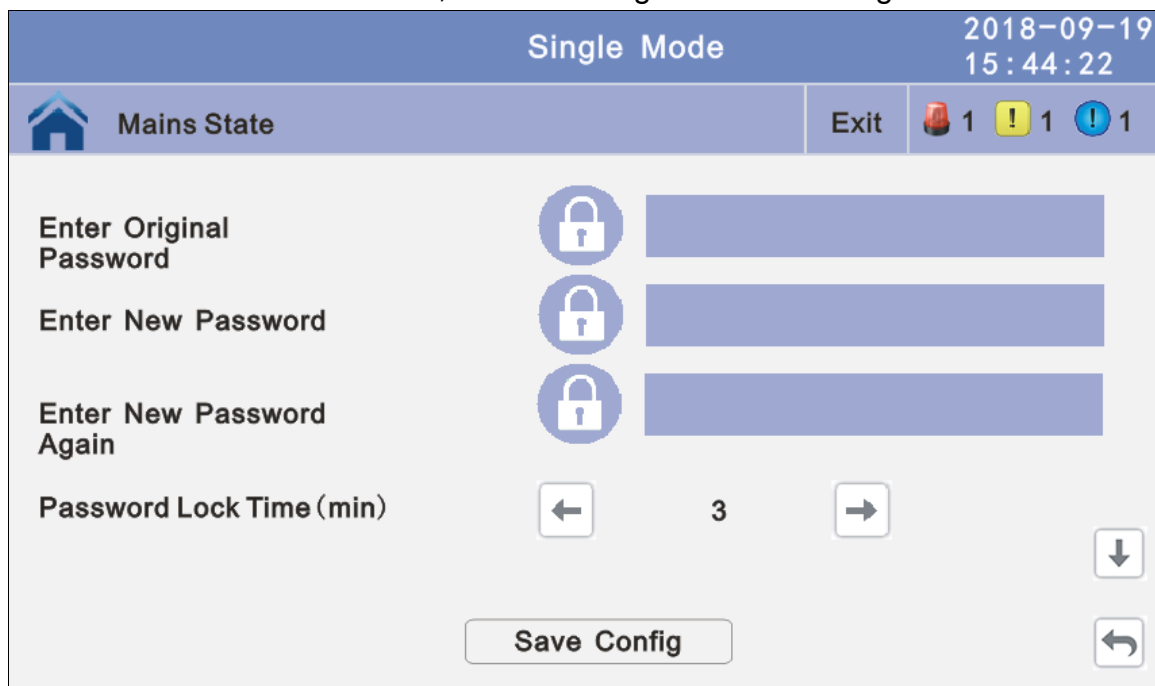 Single Mode
2018-09-19
15:44:22
Mains State
Exit
1
1
1
Enter Original
Password
Enter New Password
Enter New Password
Again
Password Lock Time(min)
3
Save Config